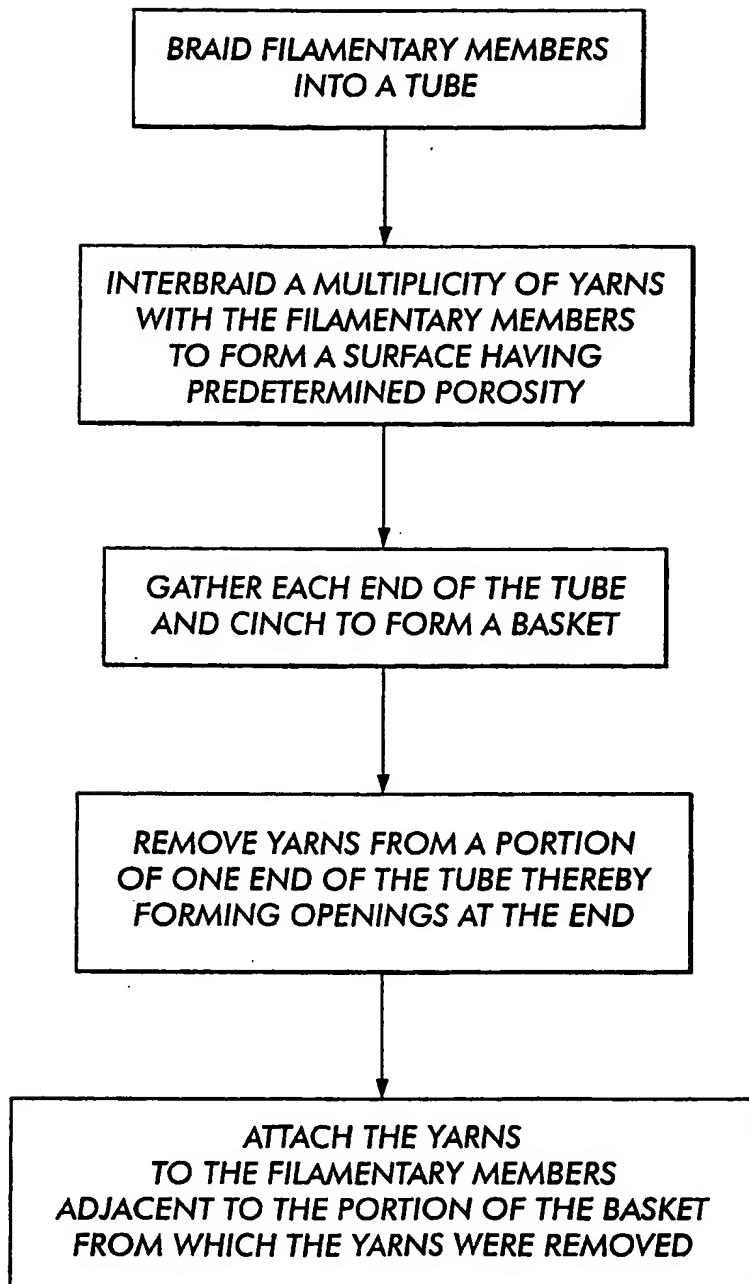 BRAID FILAMENTARY MEMBERS
INTO A TUBE
INTERBRAID A MULTIPLICITY OF YARNS
WITH THE FILAMENTARY MEMBERS
TO FORM A SURFACE HAVING
PREDETERMINED POROSITY
GATHER EACH END OF THE TUBE
AND CINCH TO FORM A BASKET
REMOVE YARNS FROM A PORTION
OF ONE END OF THE TUBE THEREBY
FORMING OPENINGS AT THE END
ATTACH THE YARNS
TO THE FILAMENTARY MEMBERS
ADJACENT TO THE PORTION OF THE BASKET
FROM WHICH THE YARNS WERE REMOVED